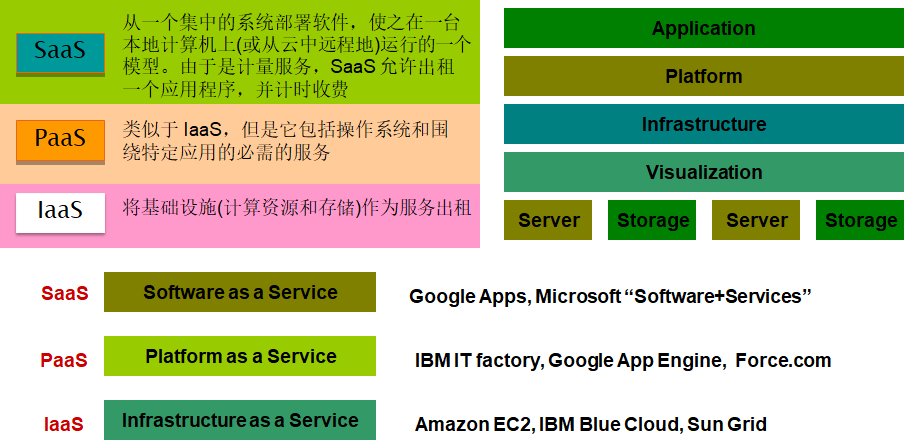 SaaS
从一个集中的系统部署软件，使之在一台
本地计算机上(或从云中远程地)运行的一个
模型。由于是计量服务，SaaS 允许出租
一个应用程序，并计时收费
PaaS
类似于 IaaS，但是它包括操作系统和围
绕特定应用的必需的服务
IaaS
将基础设施(计算资源和存储)作为服务出租
Application
Platform
Infrastructure
Visualization
Server Storage Server Storage
SaaS Software as a Service Google Apps, Microsoft “Software+Services”
PaaS Platform as a Service IBM IT factory, Google App Engine, Force.com
IaaS Infrastructure as a Service Amazon EC2, IBM Blue Cloud, Sun Grid